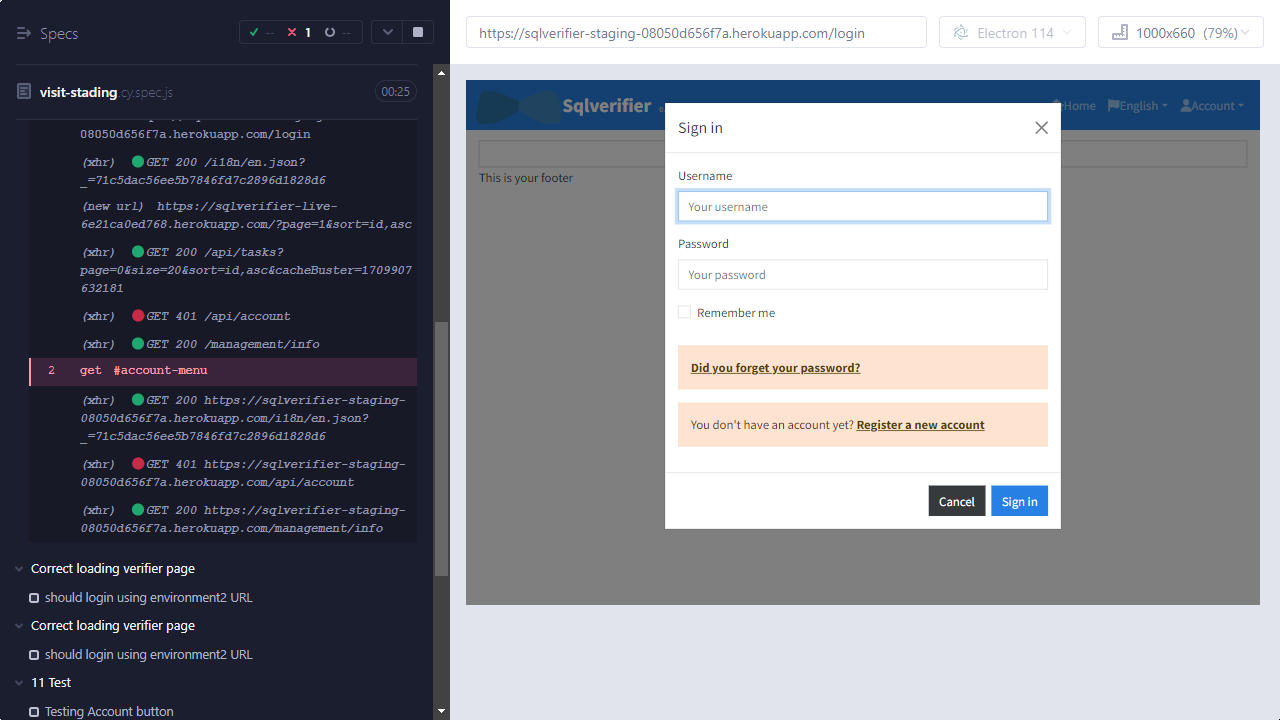 Specs
-- 1 --
visit-stading.cy.spec.js
00:25
08050d656f7a.herokuapp.com/login
(xhr) GET 200 /i18n/en.json?
_=71c5dac56ee5b7846fd7c2896d1828d6
(new url) https://sqlverifier-live-
6e21ca0ed768.herokuapp.com/?page=1&sort=id,asc
(xhr) GET 200 /api/tasks?
page=0&size=20&sort=id,asc&cacheBuster=1709907
632181
(xhr) GET 401 /api/account
(xhr) GET 200 /management/info
2 get #account-menu
(xhr) GET 200 https://sqlverifier-staging-
08050d656f7a.herokuapp.com/i18n/en.json?
_=71c5dac56ee5b7846fd7c2896d1828d6
(xhr) GET 401 https://sqlverifier-staging-
08050d656f7a.herokuapp.com/api/account
(xhr) GET 200 https://sqlverifier-staging-
08050d656f7a.herokuapp.com/management/info
Correct loading verifier page
should login using environment2 URL
Correct loading verifier page
should login using environment2 URL
11 Test
Testing Account button
https://sqlverifier-staging-08050d656f7a.herokuapp.com/login
Electron 114
1000x660 (79%)
Sqlverifier
Home
English
Account
This is your footer
Sign in
Username
Your username
Password
Your password
Remember me
Did you forget your password?
You don't have an account yet? Register a new account
Cancel
Sign in